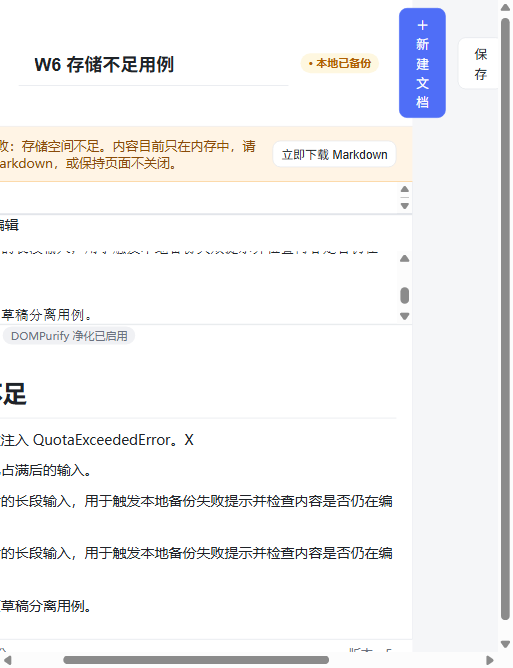 +
新
建
文
档
保
存
W6 存储不足用例
• 本地已备份
败：存储空间不足。内容目前只在内存中，请
arkdown，或保持页面不关闭。
立即下载 Markdown
编辑
草稿分离用例。
DOMPurify 净化已启用
不足
注入 QuotaExceededError。X
占满后的输入。
的长段输入，用于触发本地备份失败提示并检查内容是否仍在编
的长段输入，用于触发本地备份失败提示并检查内容是否仍在编
草稿分离用例。